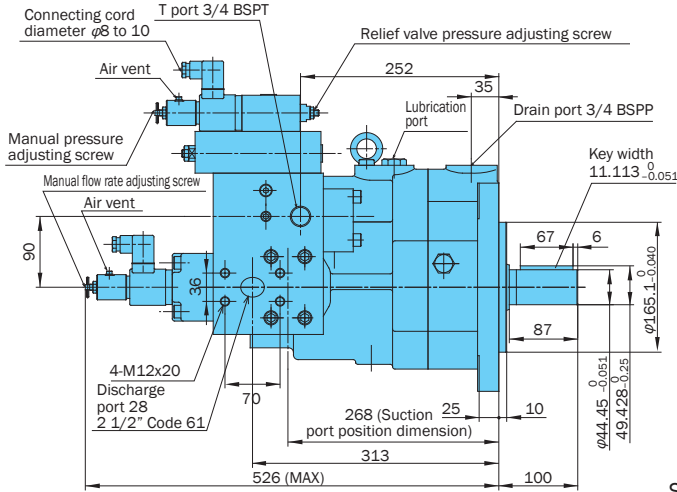 Connecting cord
diameter φ8 to 10
T port 3/4 BSPT
Relief valve pressure adjusting screw
252
Air vent
35
Lubrication
port
Drain port 3/4 BSPP
Manual pressure
adjusting screw
Key width
11.113 0 -0.051
Manual flow rate adjusting screw
Air vent
67
6
90
36
φ165.1 0 -0.040
87
4-M12x20
Discharge
port 28
2 1/2" Code 61
70
25
10
φ44.45 0 -0.051
49.428 0 -0.25
268 (Suction
port position dimension)
313
526 (MAX)
100